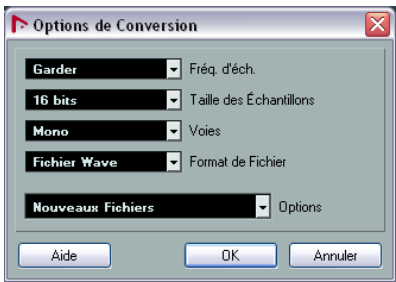 Options de Conversion
Garder Fréq. d'éch.
16 bits Taille des Échantillons
Mono Voies
Fichier Wave Format de Fichier
Nouveaux Fichiers Options
Aide OK Annuler